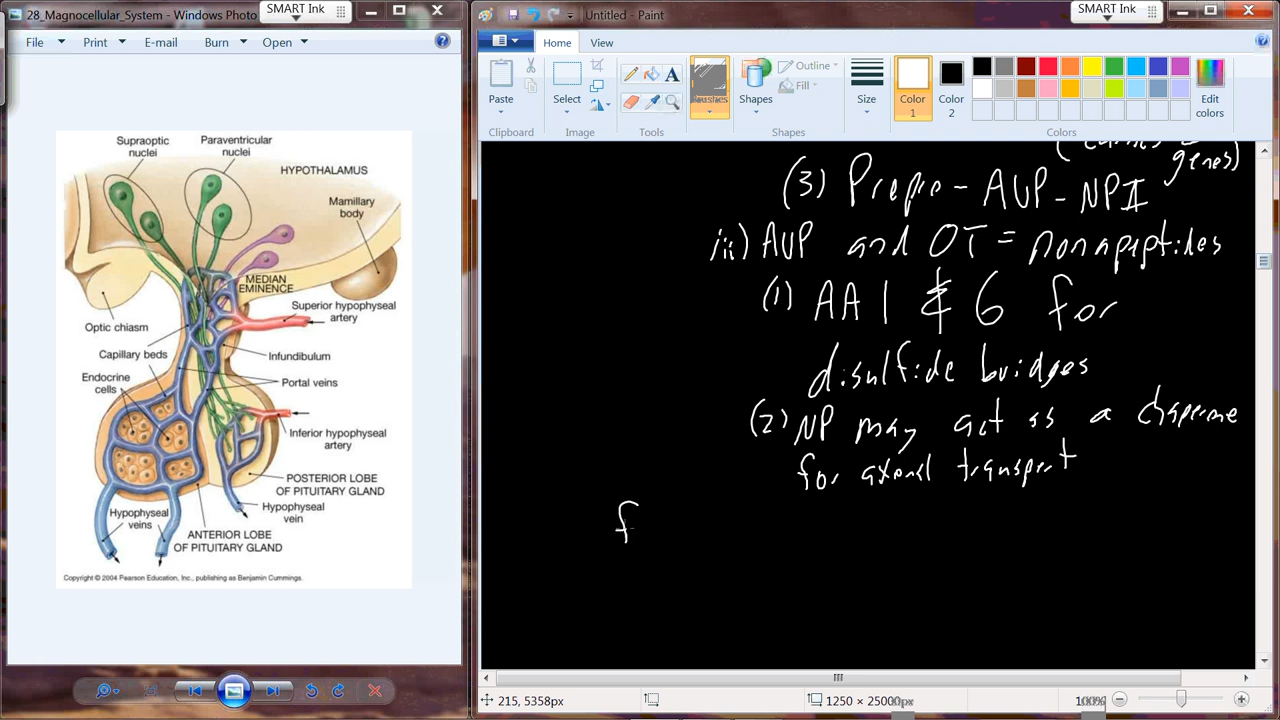 28_Magnocellular_System - Windows Photo
SMART Ink
File
Print
E-mail
Burn
Open
Supraoptic
nuclei
Paraventricular
nuclei
HYPOTHALAMUS
Mamillary
body
MEDIAN
EMINENCE
Superior hypophyseal
artery
Optic chiasm
Capillary beds
Infundibulum
Endocrine
cells
Portal veins
Inferior hypophyseal
artery
POSTERIOR LOBE
OF PITUITARY GLAND
Hypophyseal
veins
Hypophyseal
vein
ANTERIOR LOBE
OF PITUITARY GLAND
Copyright © 2004 Pearson Education, Inc., publishing as Benjamin Cummings.
Untitled - Paint
SMART Ink
Home
View
Paste
Select
A
Brushes
Shapes
Outline
Fill
Size
Color
1
Color
2
Edit
colors
Clipboard
Image
Tools
Shapes
Colors
genes)
(3) Prepro - AVP - NPII
iii) AVP and OT = nonapeptides
(1) AA 1 & 6 for
disulfide bridges
(2) NP may act as a chaperone
for axonal transport
f
215, 5358px
1250 × 25000px
100%